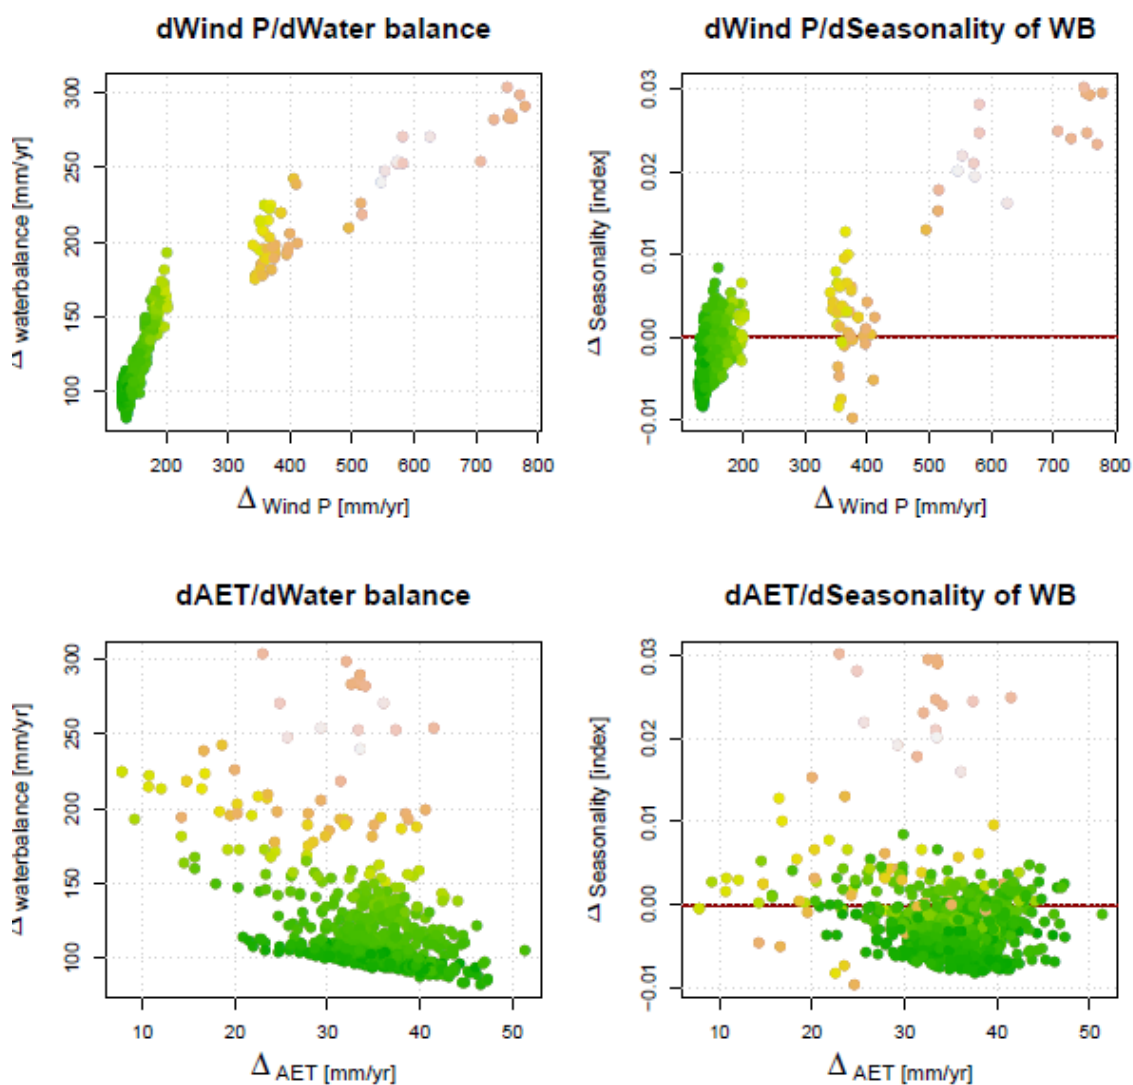 dWind P/dWater balance
Δ waterbalance [mm/yr]
300
250
200
150
100
200 300 400 500 600 700 800
Δ Wind P [mm/yr]
dWind P/dSeasonality of WB
Δ Seasonality [index]
0.03
0.02
0.01
0.00
−0.01
200 300 400 500 600 700 800
Δ Wind P [mm/yr]
dAET/dWater balance
Δ waterbalance [mm/yr]
300
250
200
150
100
10 20 30 40 50
Δ AET [mm/yr]
dAET/dSeasonality of WB
Δ Seasonality [index]
0.03
0.02
0.01
0.00
−0.01
10 20 30 40 50
Δ AET [mm/yr]